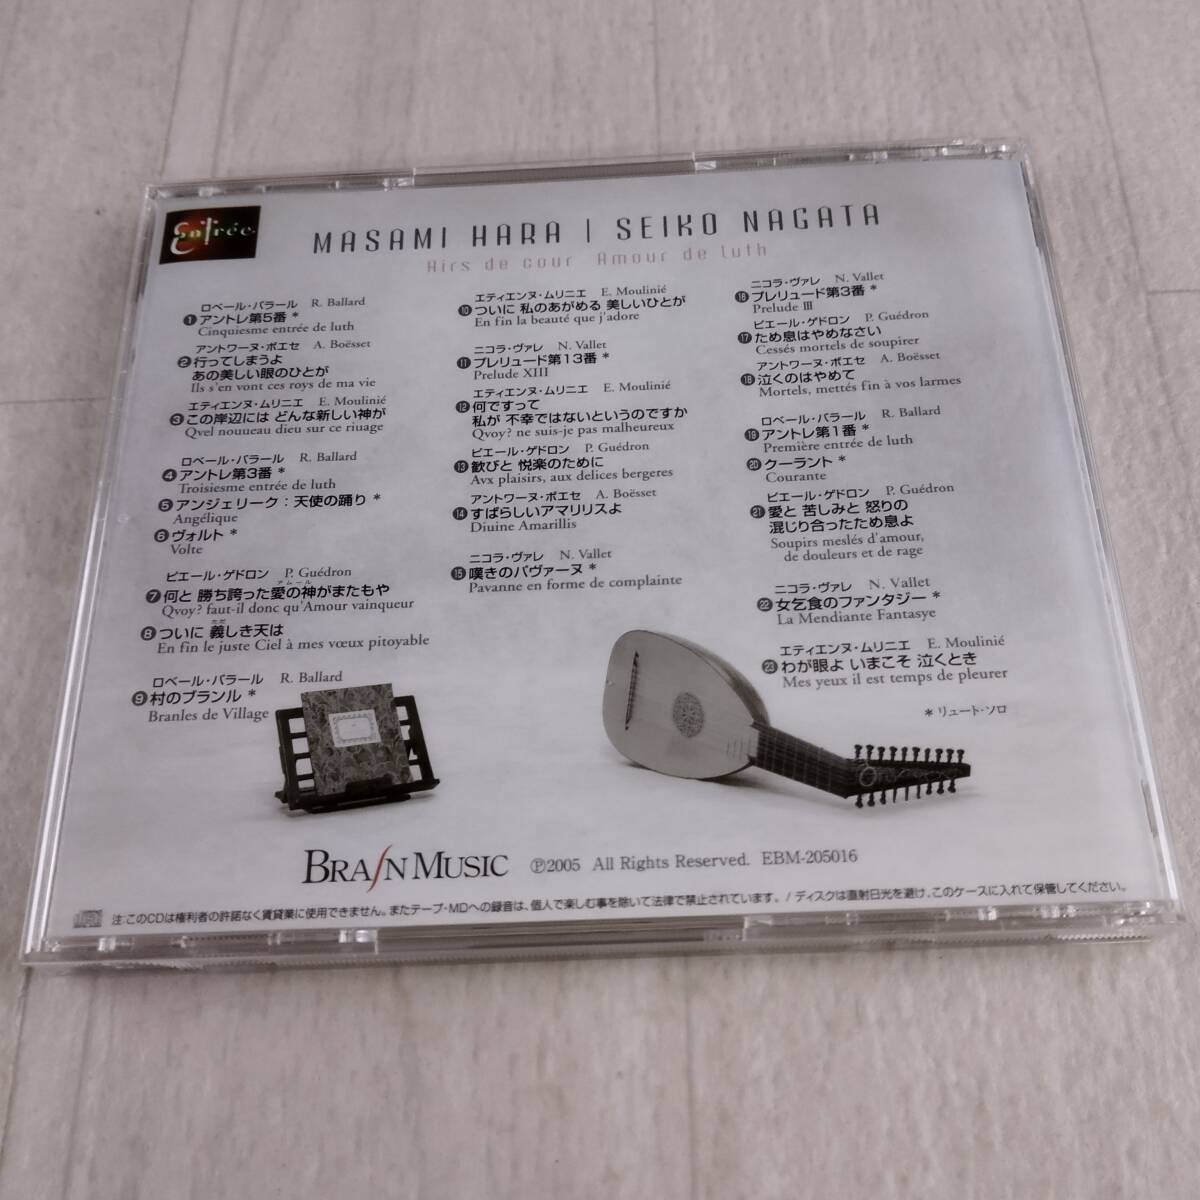 Entrée
MASAMI HARA | SEIKO NAGATA
Airs de cour Amour de luth
ロベール・バラール R. Ballard
❶アントレ第5番 *
Cinquiesme entrée de luth
アントワーヌ・ボエセ A. Boësset
❷行ってしまうよ
あの美しい眼のひとが
Ils s'en vont ces roys de ma vie
エティエンヌ・ムリニエ E. Moulinié
❸この岸辺には どんな新しい神が
Qvel nouueau dieu sur ce riuage
ロベール・バラール R. Ballard
❹アントレ第3番 *
Troisiesme entrée de luth
❺アンジェリーク：天使の踊り *
Angélique
❻ヴォルト *
Volte
ピエール・ゲドロン P. Guédron
アムール
❼何と 勝ち誇った愛の神がまたもや
Qvoy? faut-il donc qu'Amour vainqueur
ただ
❽ついに 義しき天は
En fin le juste Ciel à mes vœux pitoyable
ロベール・バラール R. Ballard
❾村のブランル *
Branles de Village
エティエンヌ・ムリニエ E. Moulinié
❿ついに 私のあがめる 美しいひとが
En fin la beauté que j'adore
ニコラ・ヴァレ N. Vallet
⓫プレリュード第13番 *
Prelude XIII
エティエンヌ・ムリニエ E. Moulinié
⓬何ですって
私が 不幸ではないというのですか
Qvoy? ne suis-je pas malheureux
ピエール・ゲドロン P. Guédron
⓭歓びと 悦楽のために
Avx plaisirs, aux delices bergeres
アントワーヌ・ボエセ A. Boësset
⓮すばらしいアマリリスよ
Diuine Amarillis
ニコラ・ヴァレ N. Vallet
⓯嘆きのパヴァーヌ *
Pavanne en forme de complainte
ニコラ・ヴァレ N. Vallet
⓰プレリュード第3番 *
Prelude III
ピエール・ゲドロン P. Guédron
⓱ため息はやめなさい
Cessés mortels de soupirer
アントワーヌ・ボエセ A. Boësset
⓲泣くのはやめて
Mortels, mettés fin à vos larmes
ロベール・バラール R. Ballard
⓳アントレ第1番 *
Première entrée de luth
⓴クーラント *
Courante
ピエール・ゲドロン P. Guédron
㉑愛と 苦しみと 怒りの
混じり合ったため息よ
Soupirs meslés d'amour,
de douleurs et de rage
ニコラ・ヴァレ N. Vallet
㉒女乞食のファンタジー *
La Mendiante Fantasye
エティエンヌ・ムリニエ E. Moulinié
㉓わが眼よ いまこそ 泣くとき
Mes yeux il est temps de pleurer
* リュート・ソロ
BRAIN MUSIC ℗2005 All Rights Reserved. EBM-205016
注:このCDは権利者の許諾なく賃貸業に使用できません。またテープ・MDへの録音は、個人で楽しむ事を除いて法律で禁止されています。/ ディスクは直射日光を避け、このケースに入れて保管してください。